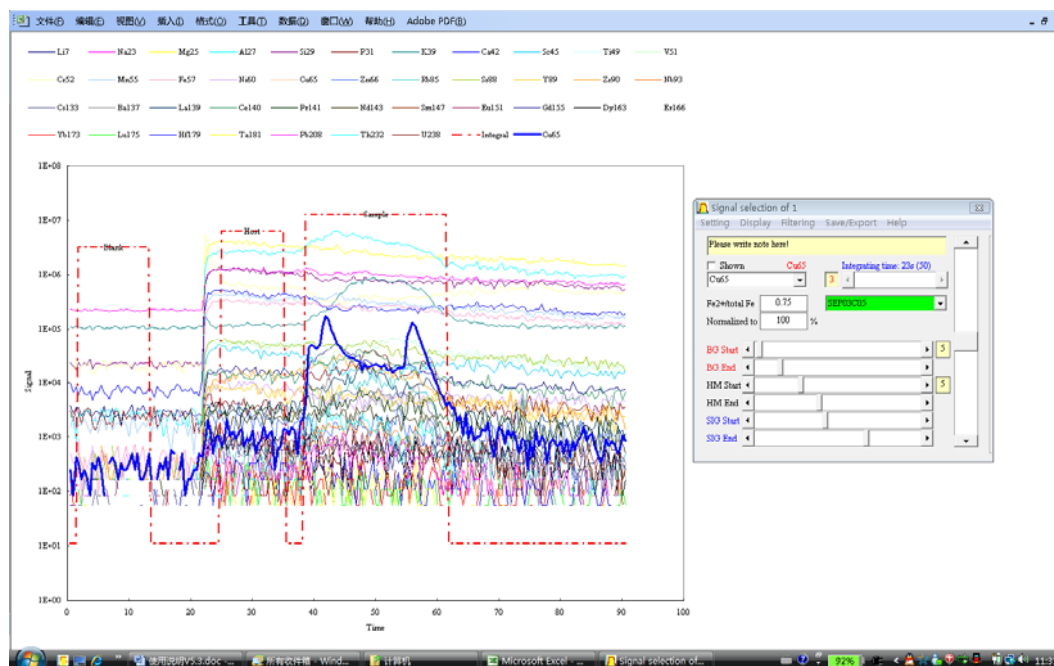 文件(F) 编辑(E) 视图(V) 插入(I) 格式(O) 工具(T) 数据(D) 窗口(W) 帮助(H) Adobe PDF(B)
Li7 Na23 Mg25 Al27 Si29 P31 K39 Ca42 Sc45 Ti49 V51
Cr52 Mn55 Fe57 Ni60 Cu65 Zn66 Rb85 Sr88 Y89 Zr90 Nb93
Cs133 Ba137 La139 Ce140 Pr141 Nd143 Sm147 Eu151 Gd155 Dy163 Er166
Yb173 Lu175 Hf179 Ta181 Pb208 Th232 U238 Integral Cu65
1E+08
1E+07
1E+06
1E+05
1E+04
1E+03
1E+02
1E+01
1E+00
Signal
Blank
Host
Sample
0 10 20 30 40 50 60 70 80 90 100
Time
Signal selection of 1
Setting Display Filtering Save/Export Help
Please write note here!
Shown Cu65 Integrating time: 23s (50)
Cu65 3
Fe2+/total Fe 0.75 SEP03C05
Normalized to 100 %
BG Start 5
BG End
HM Start 5
HM End
SIG Start
SIG End
使用说明V5.3.doc -... 所有收件箱 - Wind... 计算机 Microsoft Excel - ... Signal selection of... 92%